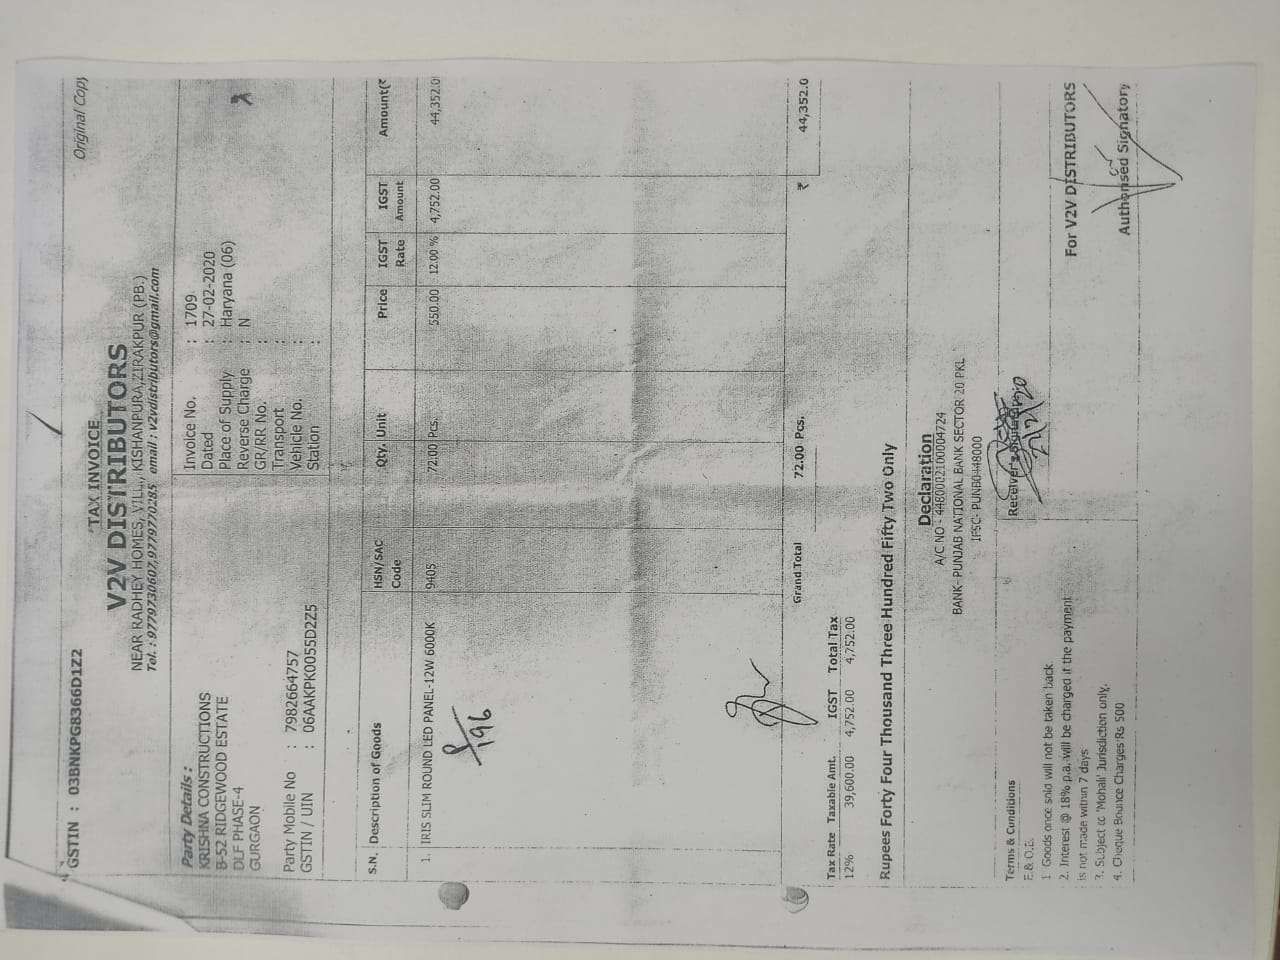 GSTIN : 03BNKPG8366D1Z2
Original Copy
TAX INVOICE
V2V DISTRIBUTORS
NEAR RADHEY HOMES, VILL., KISHANPURA,ZIRAKPUR (PB.)
Tel. : 9779730607,9779770285 email : v2vdistributors@gmail.com
Party Details :
KRISHNA CONSTRUCTIONS
B-52 RIDGEWOOD ESTATE
DLF PHASE-4
GURGAON
Party Mobile No : 7982664757
GSTIN / UIN : 06AAKPK0055D2Z5
Invoice No. : 1709
Dated : 27-02-2020
Place of Supply : Haryana (06)
Reverse Charge : N
GR/RR No. :
Transport :
Vehicle No. :
Station :
S.N. Description of Goods HSN/SAC Code Qty. Unit Price IGST Rate IGST Amount Amount(₹
1. IRIS SLIM ROUND LED PANEL-12W 6000K 9405 72.00 Pcs. 550.00 12.00 % 4,752.00 44,352.0
P/196
Grand Total 72.00 Pcs. ₹ 44,352.0
Tax Rate Taxable Amt. IGST Total Tax
12% 39,600.00 4,752.00 4,752.00
Rupees Forty Four Thousand Three Hundred Fifty Two Only
Declaration
A/C NO - 4480002100004724
BANK- PUNJAB NATIONAL BANK SECTOR 20 PKL
IFSC- PUNB0448000
Terms & Conditions
E.& O.E.
1 Goods once sold will not be taken back
2. Interest @ 18% p.a. will be charged if the payment
is not made within 7 days
3. Subject to 'Mohali' Jurisdiction only.
4. Cheque Bounce Charges Rs 500
Receiver's Signature :
27/2/20
For V2V DISTRIBUTORS
Authorised Signatory